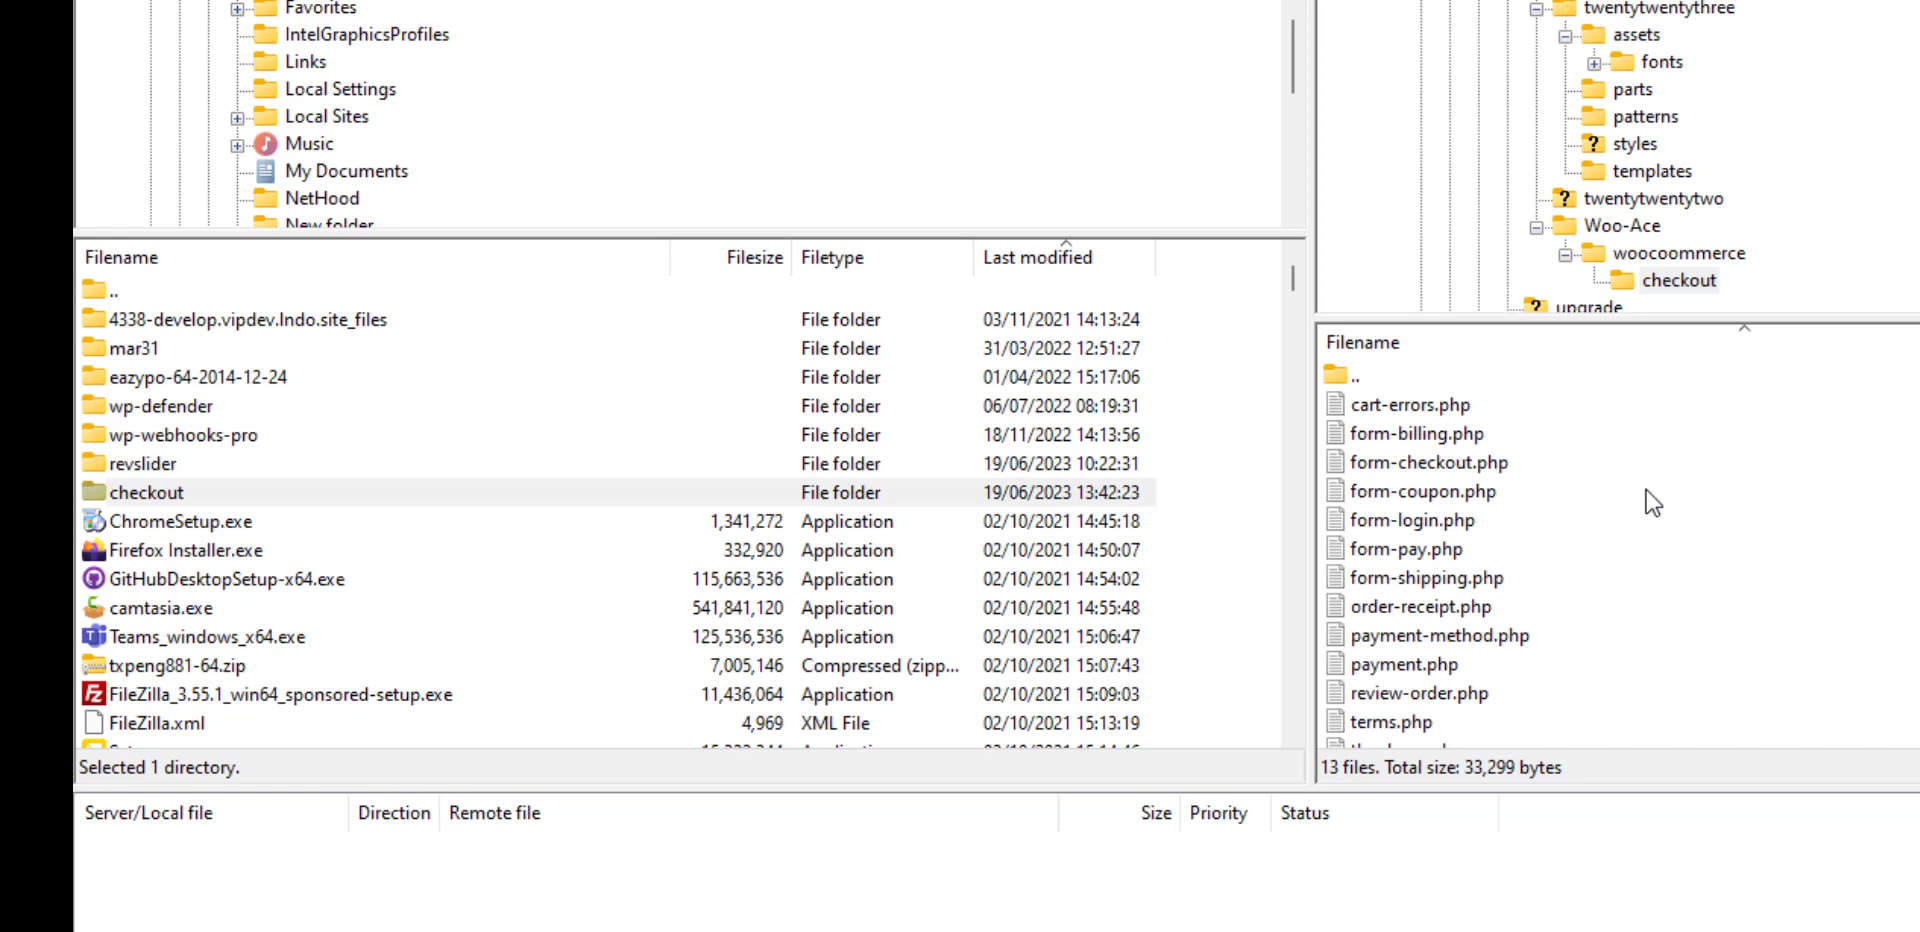 Favorites
IntelGraphicsProfiles
Links
Local Settings
Local Sites
Music
My Documents
NetHood
New folder
twentytwentythree
assets
fonts
parts
patterns
styles
templates
twentytwentytwo
Woo-Ace
woocoommerce
checkout
upgrade
Filename Filesize Filetype Last modified
..
4338-develop.vipdev.lndo.site_files File folder 03/11/2021 14:13:24
mar31 File folder 31/03/2022 12:51:27
eazypo-64-2014-12-24 File folder 01/04/2022 15:17:06
wp-defender File folder 06/07/2022 08:19:31
wp-webhooks-pro File folder 18/11/2022 14:13:56
revslider File folder 19/06/2023 10:22:31
checkout File folder 19/06/2023 13:42:23
ChromeSetup.exe 1,341,272 Application 02/10/2021 14:45:18
Firefox Installer.exe 332,920 Application 02/10/2021 14:50:07
GitHubDesktopSetup-x64.exe 115,663,536 Application 02/10/2021 14:54:02
camtasia.exe 541,841,120 Application 02/10/2021 14:55:48
Teams_windows_x64.exe 125,536,536 Application 02/10/2021 15:06:47
txpeng881-64.zip 7,005,146 Compressed (zipp... 02/10/2021 15:07:43
FileZilla_3.55.1_win64_sponsored-setup.exe 11,436,064 Application 02/10/2021 15:09:03
FileZilla.xml 4,969 XML File 02/10/2021 15:13:19
Selected 1 directory.
Filename
..
cart-errors.php
form-billing.php
form-checkout.php
form-coupon.php
form-login.php
form-pay.php
form-shipping.php
order-receipt.php
payment-method.php
payment.php
review-order.php
terms.php
13 files. Total size: 33,299 bytes
Server/Local file Direction Remote file Size Priority Status